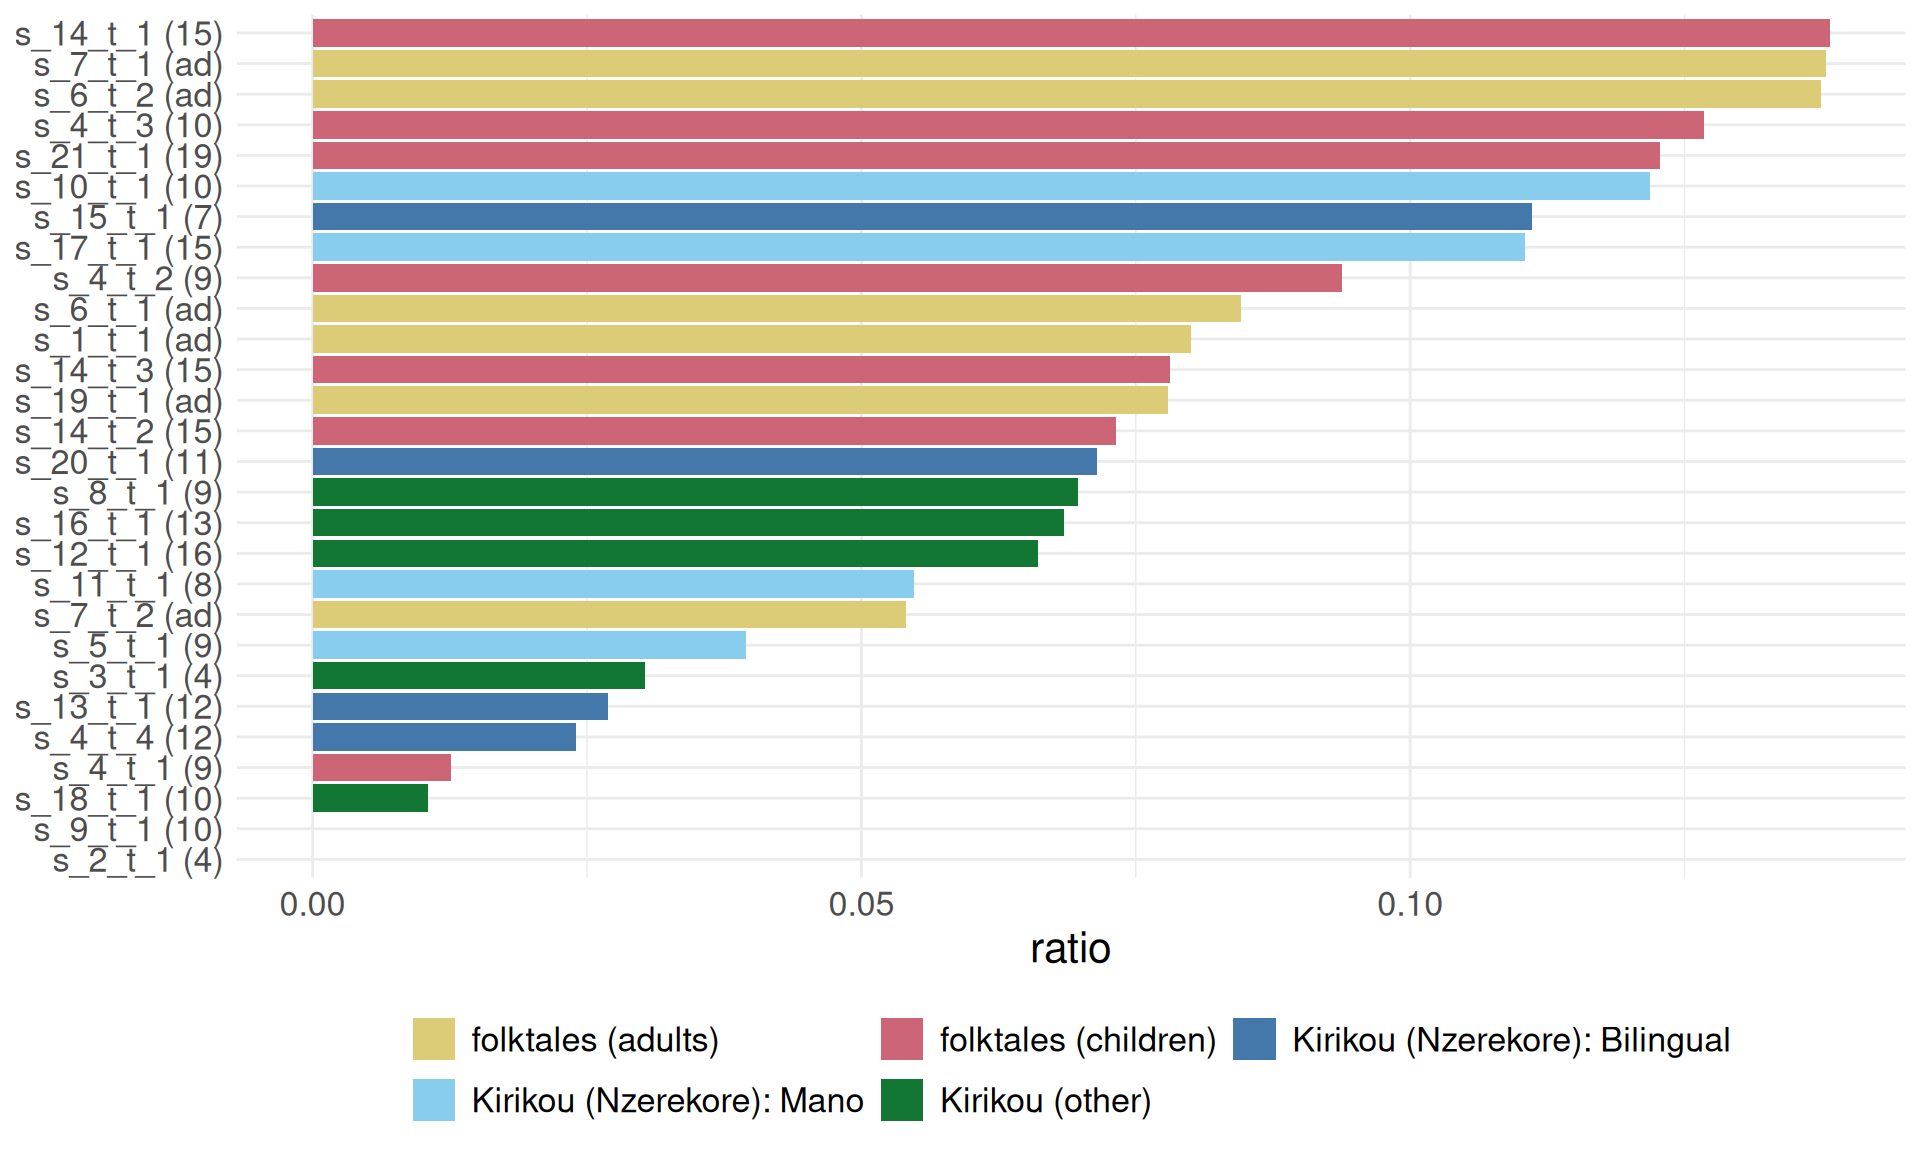 s_14_t_1 (15)
s_7_t_1 (ad)
s_6_t_2 (ad)
s_4_t_3 (10)
s_21_t_1 (19)
s_10_t_1 (10)
s_15_t_1 (7)
s_17_t_1 (15)
s_4_t_2 (9)
s_6_t_1 (ad)
s_1_t_1 (ad)
s_14_t_3 (15)
s_19_t_1 (ad)
s_14_t_2 (15)
s_20_t_1 (11)
s_8_t_1 (9)
s_16_t_1 (13)
s_12_t_1 (16)
s_11_t_1 (8)
s_7_t_2 (ad)
s_5_t_1 (9)
s_3_t_1 (4)
s_13_t_1 (12)
s_4_t_4 (12)
s_4_t_1 (9)
s_18_t_1 (10)
s_9_t_1 (10)
s_2_t_1 (4)
0.00 0.05 0.10
ratio
folktales (adults) folktales (children) Kirikou (Nzerekore): Bilingual
Kirikou (Nzerekore): Mano Kirikou (other)